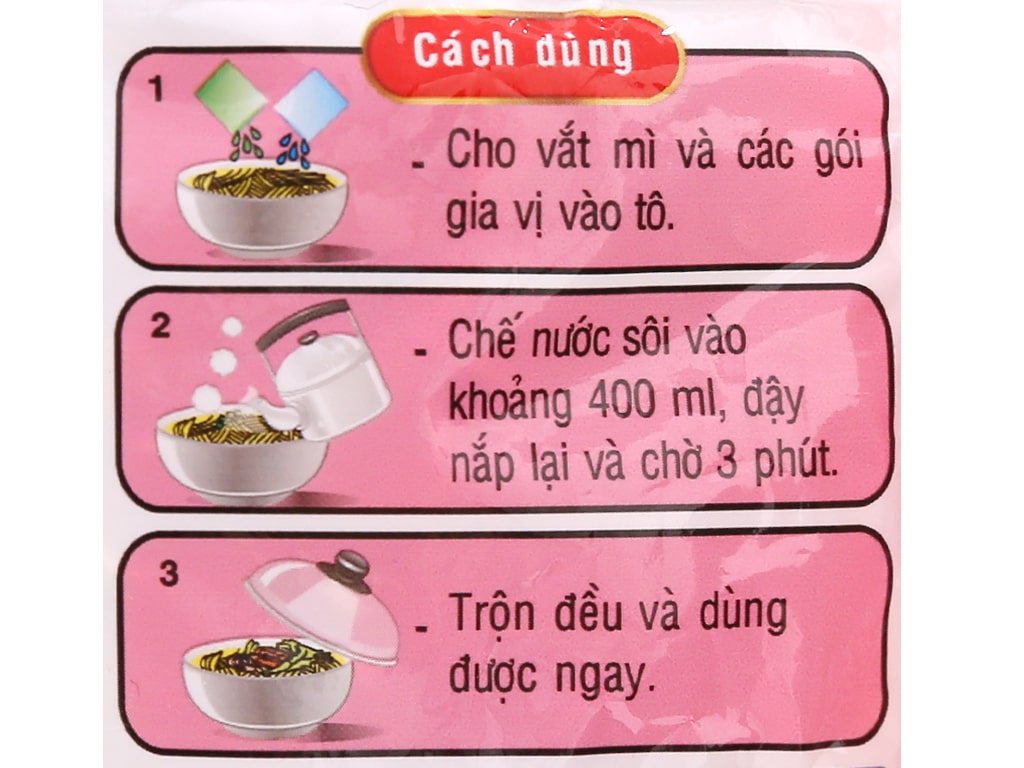 Cách dùng
1
- Cho vắt mì và các gói
gia vị vào tô.
2
- Chế nước sôi vào
khoảng 400 ml, đậy
nắp lại và chờ 3 phút.
3
- Trộn đều và dùng
được ngay.